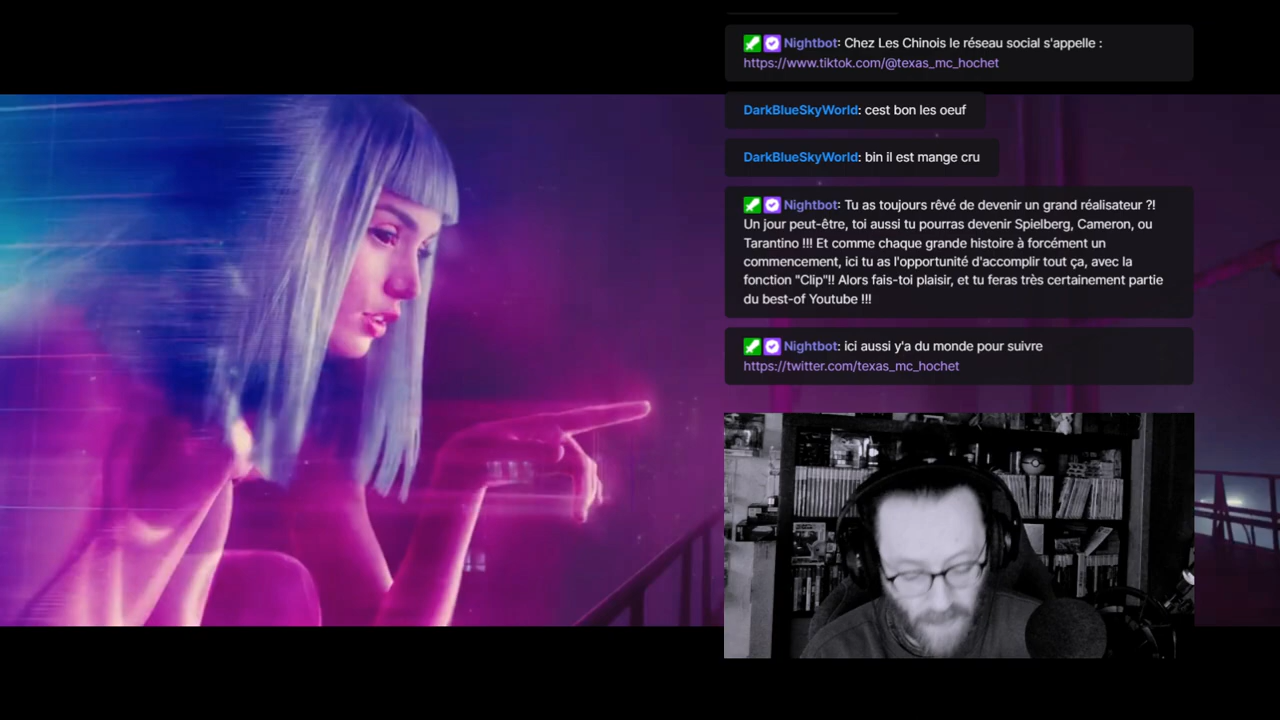 Nightbot: Chez Les Chinois le réseau social s'appelle :
https://www.tiktok.com/@texas_mc_hochet
DarkBlueSkyWorld: cest bon les oeuf
DarkBlueSkyWorld: bin il est mange cru
Nightbot: Tu as toujours rêvé de devenir un grand réalisateur ?!
Un jour peut-être, toi aussi tu pourras devenir Spielberg, Cameron, ou
Tarantino !!! Et comme chaque grande histoire à forcément un
commencement, ici tu as l'opportunité d'accomplir tout ça, avec la
fonction "Clip"!! Alors fais-toi plaisir, et tu feras très certainement partie
du best-of Youtube !!!
Nightbot: ici aussi y'a du monde pour suivre
https://twitter.com/texas_mc_hochet